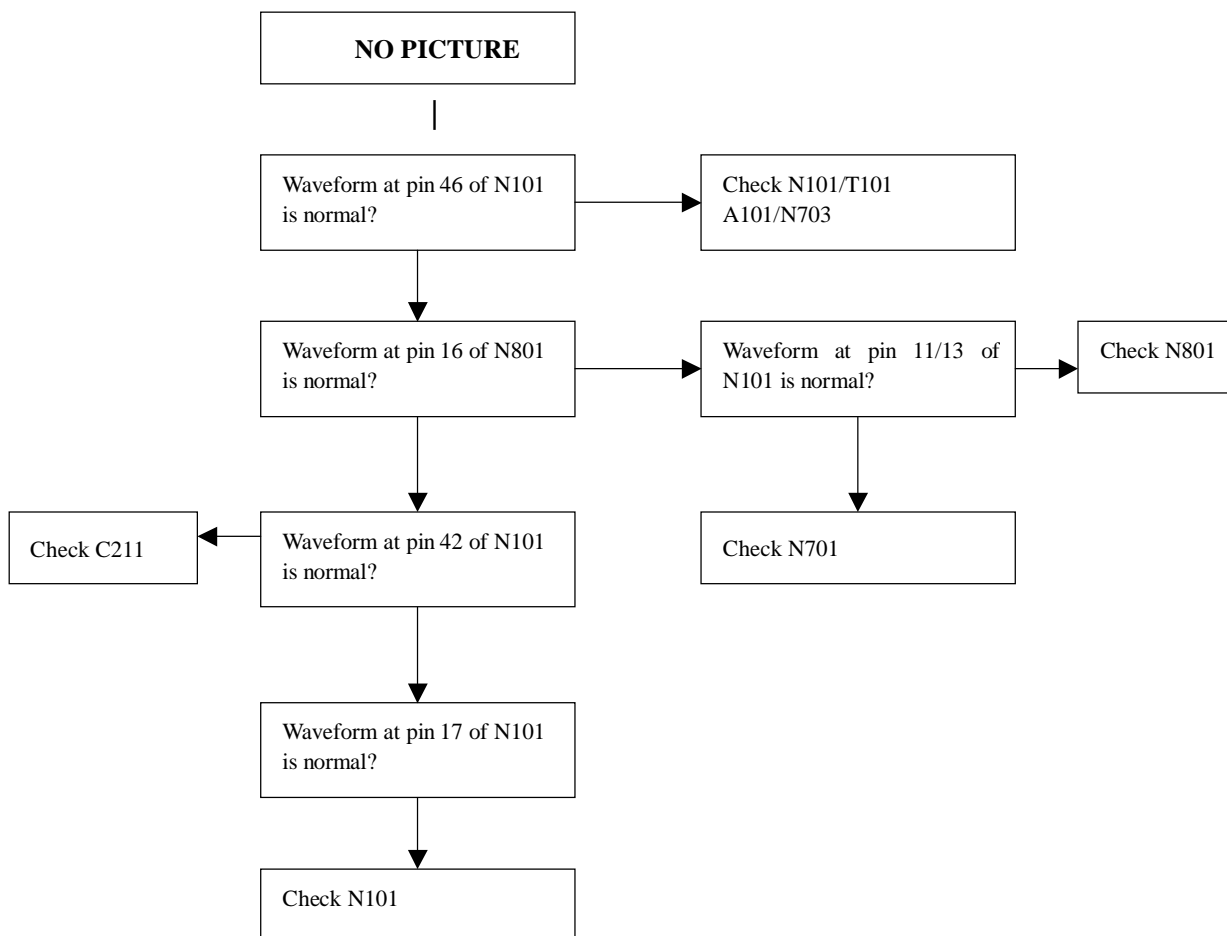 NO PICTURE
Waveform at pin 46 of N101
is normal?
Check N101/T101
A101/N703
Waveform at pin 16 of N801
is normal?
Waveform at pin 11/13 of
N101 is normal?
Check N801
Check C211
Waveform at pin 42 of N101
is normal?
Check N701
Waveform at pin 17 of N101
is normal?
Check N101